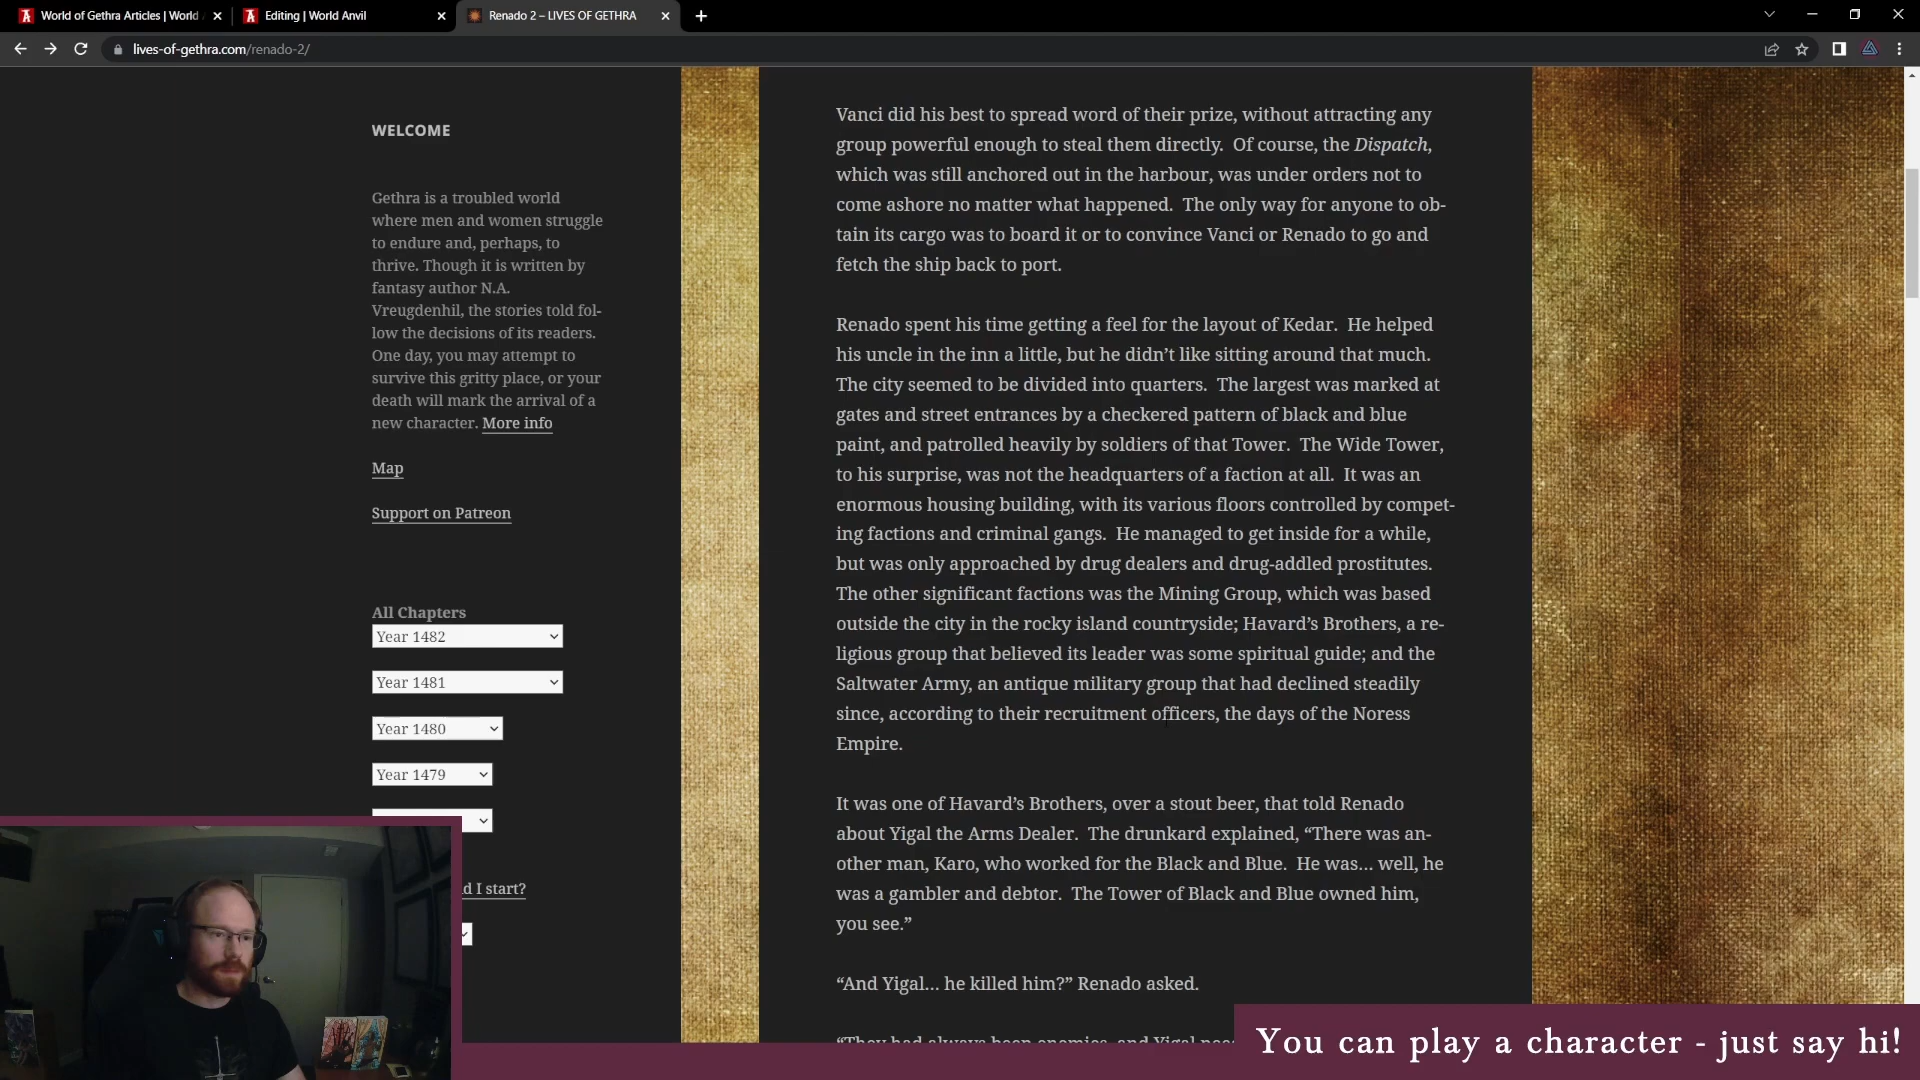 World of Gethra Articles | World
Editing | World Anvil
Renado 2 – LIVES OF GETHRA
lives-of-gethra.com/renado-2/
WELCOME
Gethra is a troubled world
where men and women struggle
to endure and, perhaps, to
thrive. Though it is written by
fantasy author N.A.
Vreugdenhil, the stories told fol-
low the decisions of its readers.
One day, you may attempt to
survive this gritty place, or your
death will mark the arrival of a
new character. More info
Map
Support on Patreon
All Chapters
Year 1482
Year 1481
Year 1480
Year 1479
d I start?
Vanci did his best to spread word of their prize, without attracting any
group powerful enough to steal them directly.  Of course, the Dispatch,
which was still anchored out in the harbour, was under orders not to
come ashore no matter what happened.  The only way for anyone to ob-
tain its cargo was to board it or to convince Vanci or Renado to go and
fetch the ship back to port.
Renado spent his time getting a feel for the layout of Kedar.  He helped
his uncle in the inn a little, but he didn’t like sitting around that much.
The city seemed to be divided into quarters.  The largest was marked at
gates and street entrances by a checkered pattern of black and blue
paint, and patrolled heavily by soldiers of that Tower.  The Wide Tower,
to his surprise, was not the headquarters of a faction at all.  It was an
enormous housing building, with its various floors controlled by compet-
ing factions and criminal gangs.  He managed to get inside for a while,
but was only approached by drug dealers and drug-addled prostitutes.
The other significant factions was the Mining Group, which was based
outside the city in the rocky island countryside; Havard’s Brothers, a re-
ligious group that believed its leader was some spiritual guide; and the
Saltwater Army, an antique military group that had declined steadily
since, according to their recruitment officers, the days of the Noress
Empire.
It was one of Havard’s Brothers, over a stout beer, that told Renado
about Yigal the Arms Dealer.  The drunkard explained, “There was an-
other man, Karo, who worked for the Black and Blue.  He was… well, he
was a gambler and debtor.  The Tower of Black and Blue owned him,
you see.”
“And Yigal… he killed him?” Renado asked.
“They had always been enemies, and Yigal
You can play a character - just say hi!